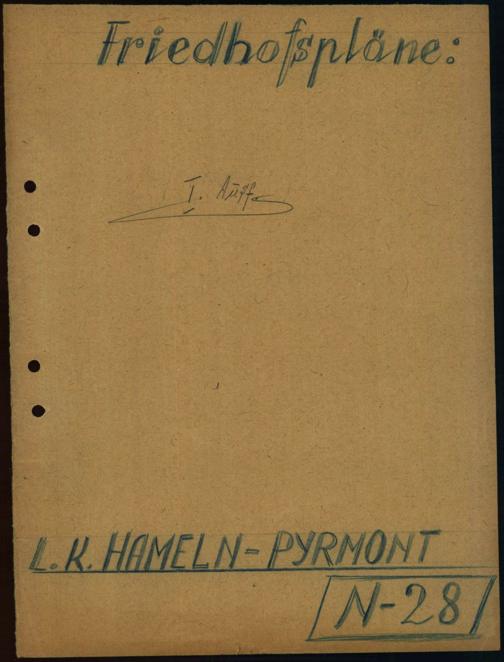 Friedhofspläne:
I. Aufl.
L.K. HAMELN-PYRMONT
N-28